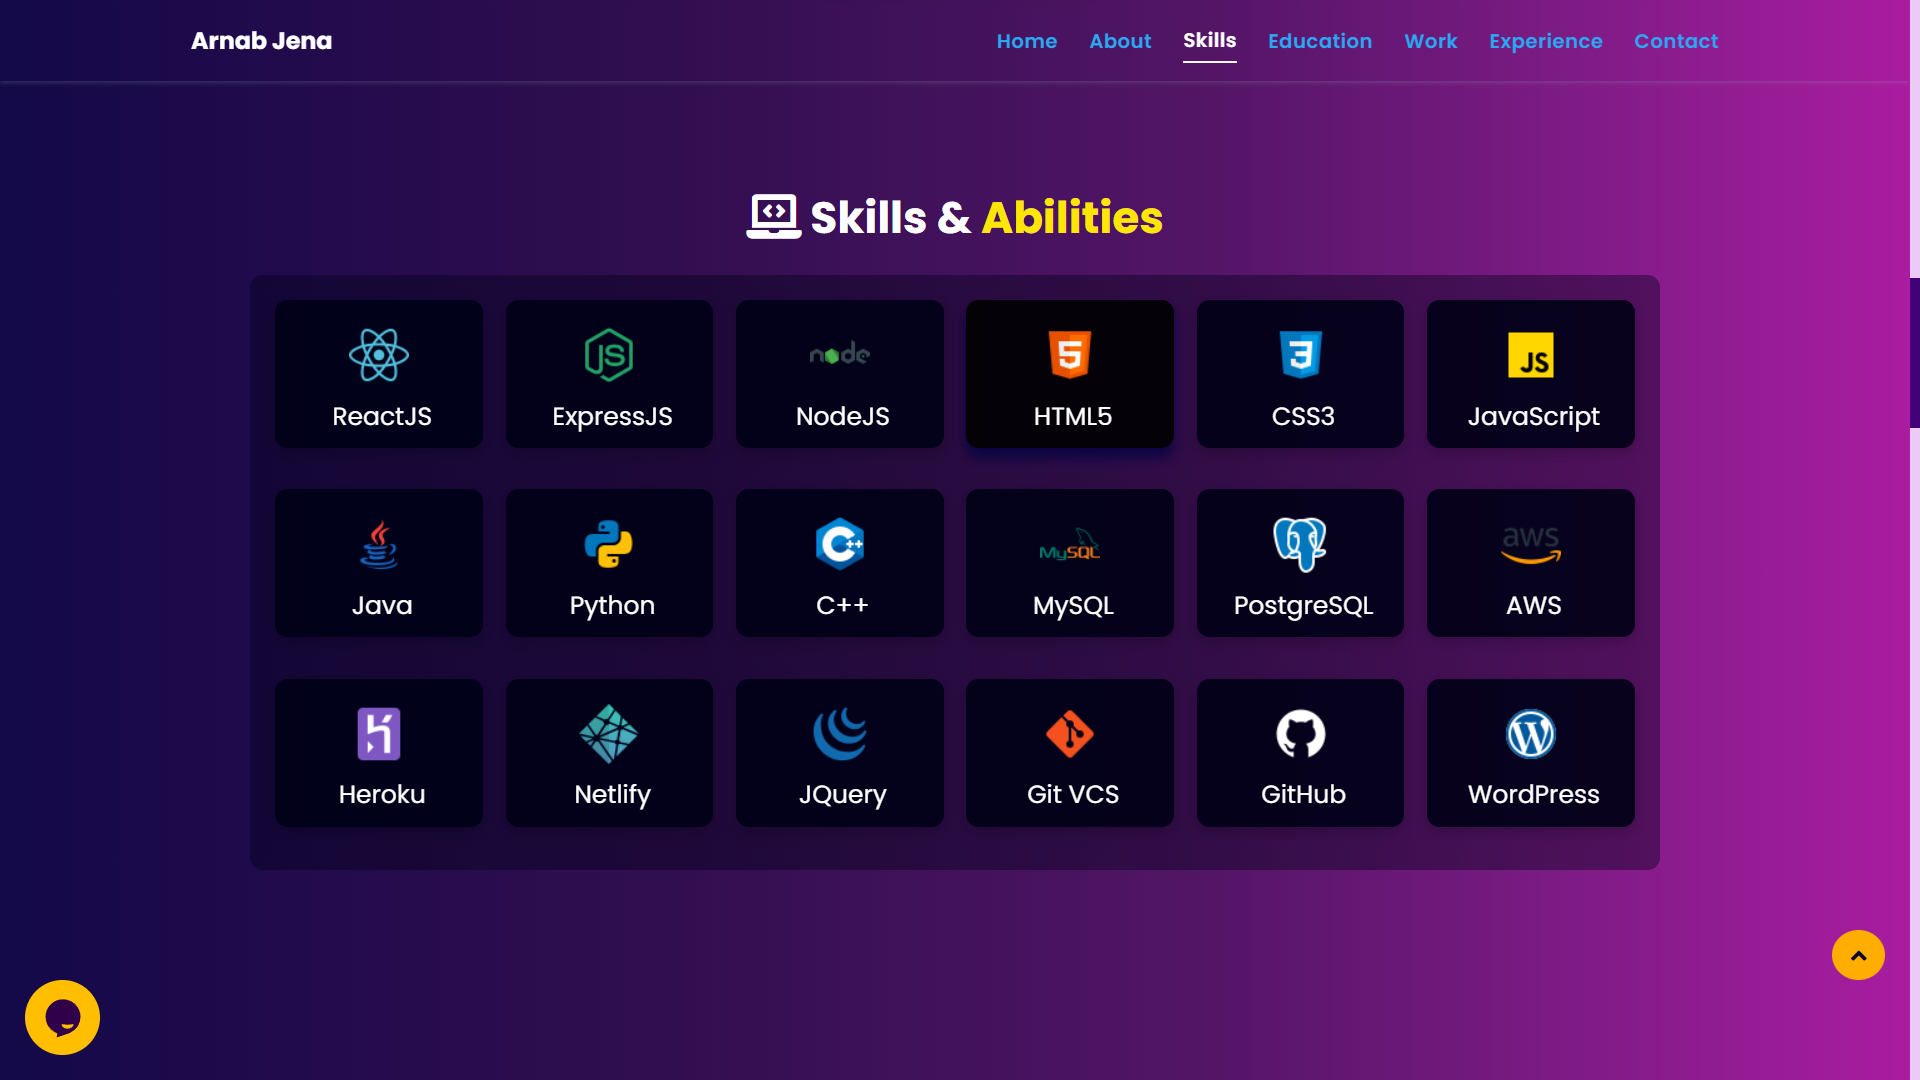 Arnab Jena
Home About Skills Education Work Experience Contact
Skills & Abilities
JS
node
5
3
JS
ReactJS ExpressJS NodeJS HTML5 CSS3 JavaScript
C++
MySQL
aws
Java Python C++ MySQL PostgreSQL AWS
W
Heroku Netlify JQuery Git VCS GitHub WordPress